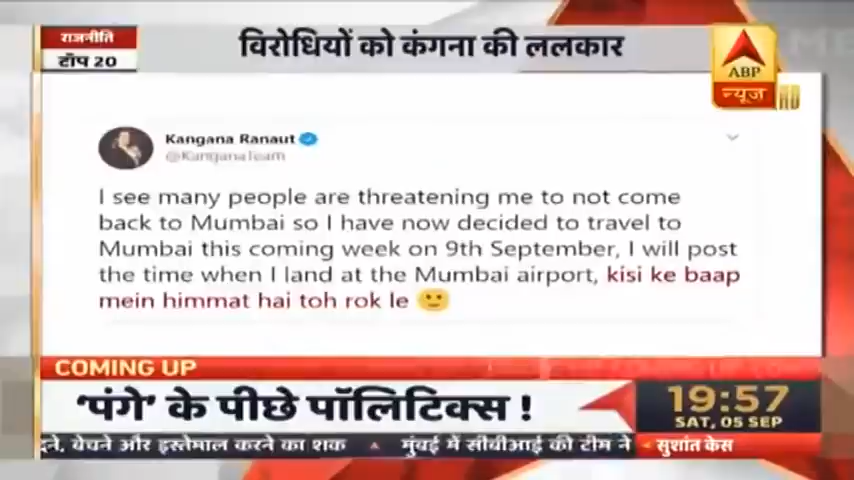 राजनीति
टॉप 20
विरोधियों को कंगना की ललकार
ABP
न्यूज़
HD
Kangana Ranaut
@KanganaTeam
I see many people are threatening me to not come
back to Mumbai so I have now decided to travel to
Mumbai this coming week on 9th September, I will post
the time when I land at the Mumbai airport, kisi ke baap
mein himmat hai toh rok le
COMING UP
‘पंगे’ के पीछे पॉलिटिक्स !
19:57
SAT, 05 SEP
बेचने और इस्तेमाल करने का शक मुंबई में सीबीआई की टीम ने सुशांत केस